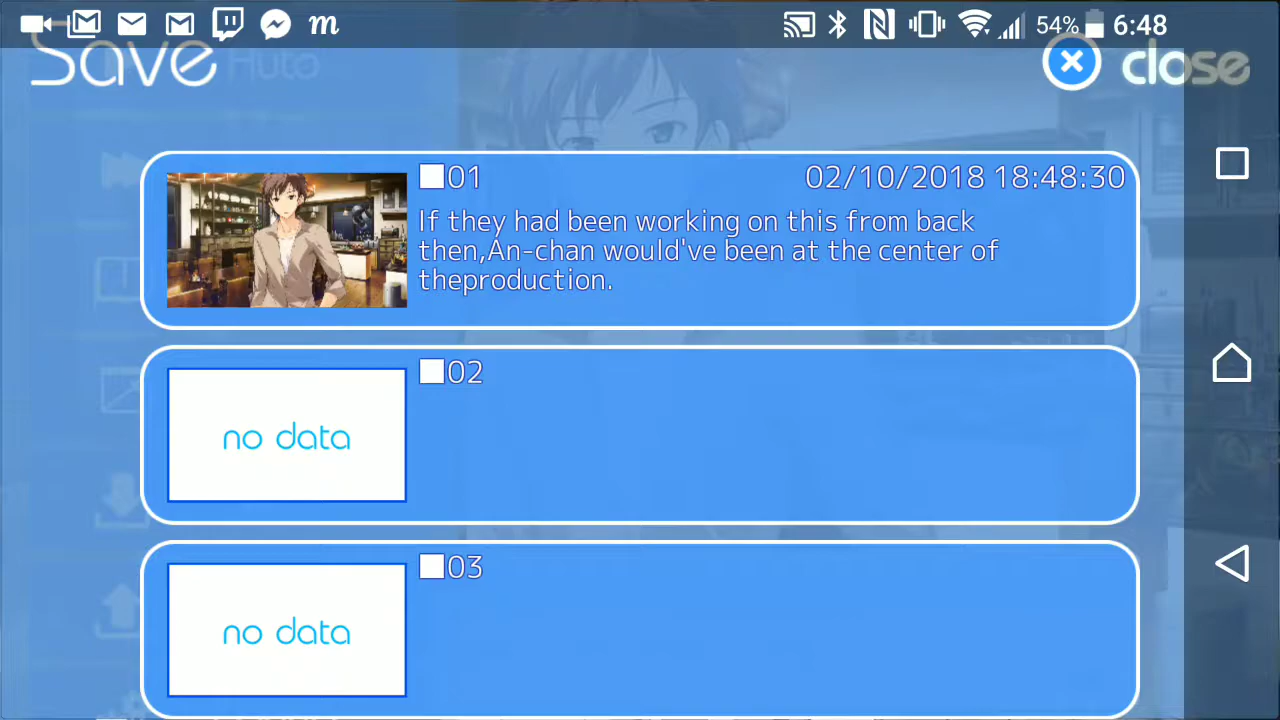 54% 6:48
Save Auto
close
01 02/10/2018 18:48:30
If they had been working on this from back
then,An-chan would've been at the center of
theproduction.
02
no data
03
no data